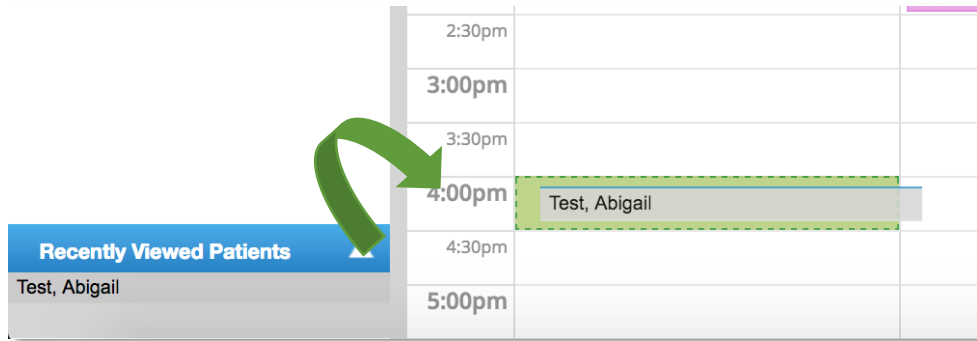 2:30pm
3:00pm
3:30pm
4:00pm
Test, Abigail
Recently Viewed Patients
4:30pm
Test, Abigail
5:00pm